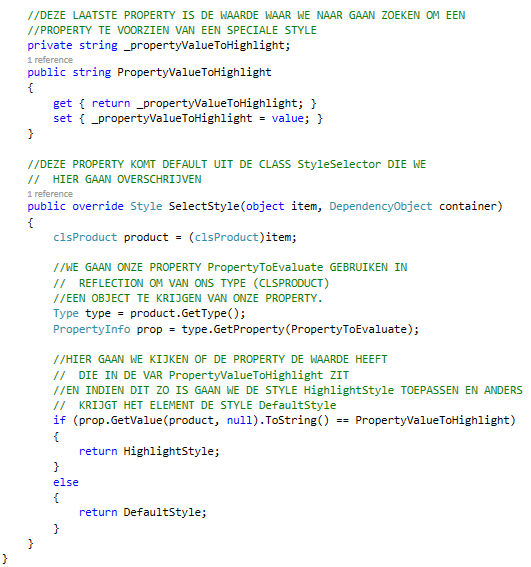 //DEZE LAATSTE PROPERTY IS DE WAARDE WAAR WE NAAR GAAN ZOEKEN OM EEN
//PROPERTY TE VOORZIEN VAN EEN SPECIALE STYLE
private string _propertyValueToHighlight;
1 reference
public string PropertyValueToHighlight
{
get { return _propertyValueToHighlight; }
set { _propertyValueToHighlight = value; }
}
//DEZE PROPERTY KOMT DEFAULT UIT DE CLASS StyleSelector DIE WE
// HIER GAAN OVERSCHRIJVEN
1 reference
public override Style SelectStyle(object item, DependencyObject container)
{
clsProduct product = (clsProduct)item;
//WE GAAN ONZE PROPERTY PropertyToEvaluate GEBRUIKEN IN
// REFLECTION OM VAN ONS TYPE (CLSPRODUCT)
//EEN OBJECT TE KRIJGEN VAN ONZE PROPERTY.
Type type = product.GetType();
PropertyInfo prop = type.GetProperty(PropertyToEvaluate);
//HIER GAAN WE KIJKEN OF DE PROPERTY DE WAARDE HEEFT
// DIE IN DE VAR PropertyValueToHighlight ZIT
//EN INDIEN DIT ZO IS GAAN WE DE STYLE HighlightStyle TOEPASSEN EN ANDERS
// KRIJGT HET ELEMENT DE STYLE DefaultStyle
if (prop.GetValue(product, null).ToString() == PropertyValueToHighlight)
{
return HighlightStyle;
}
else
{
return DefaultStyle;
}
}
}